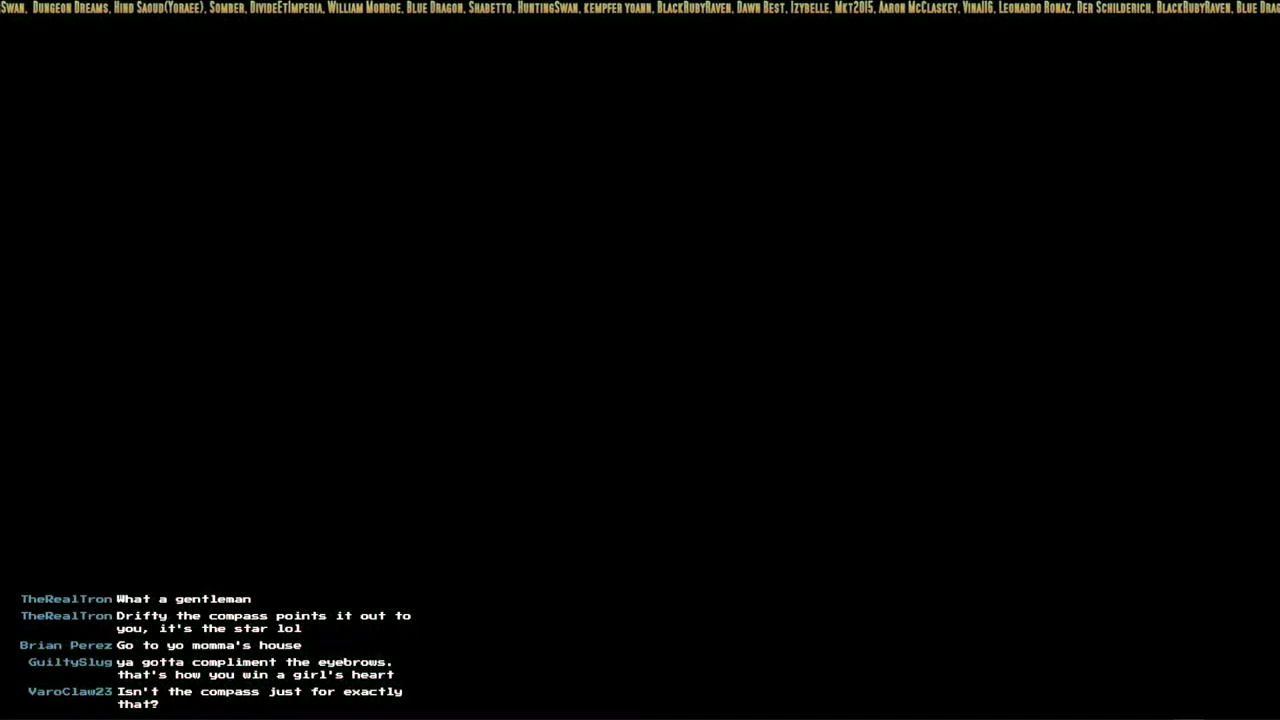 Swan, Dungeon Dreams, Hind Saoud(Yoraee), Somber, DivideEtImperia, William Monroe, Blue Dragon, Shabetto, HuntingSwan, kempfer yoann, BlackRubyRaven, Dawn Best, Izybelle, Mkt2015, Aaron McClaskey, Vina116, Leonardo Ronaz, Der Schilderich, BlackRubyRaven, Blue Drag
TheRealTron What a gentleman
TheRealTron Drifty the compass points it out to
you, it's the star lol
Brian Perez Go to yo momma's house
GuiltySlug ya gotta compliment the eyebrows.
that's how you win a girl's heart
VaroClaw23 Isn't the compass just for exactly
that?